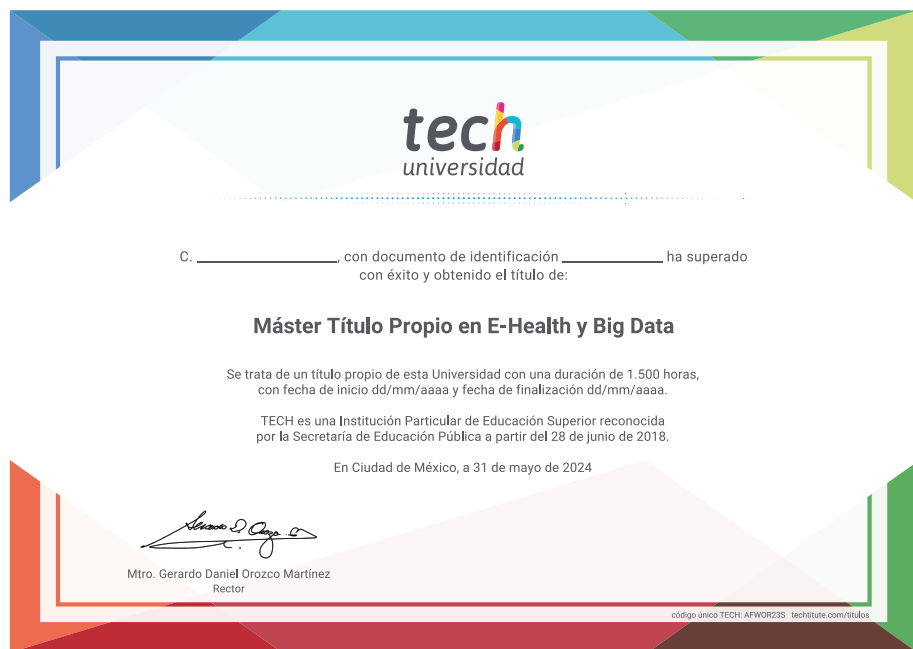 tech
universidad
C. ____________________, con documento de identificación ______________ ha superado
con éxito y obtenido el título de:
Máster Título Propio en E-Health y Big Data
Se trata de un título propio de esta Universidad con una duración de 1.500 horas,
con fecha de inicio dd/mm/aaaa y fecha de finalización dd/mm/aaaa.
TECH es una Institución Particular de Educación Superior reconocida
por la Secretaría de Educación Pública a partir del 28 de junio de 2018.
En Ciudad de México, a 31 de mayo de 2024
Mtro. Gerardo Daniel Orozco Martínez
Rector
código único TECH: AFWOR23S techtitute.com/titulos